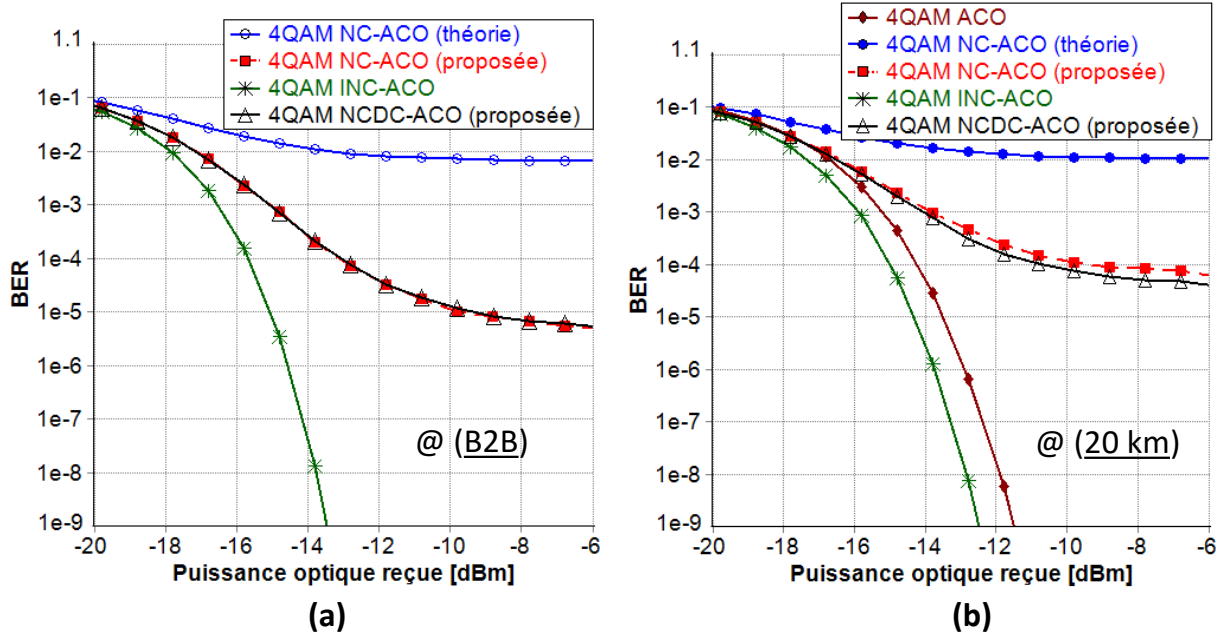 4QAM NC-ACO (théorie)
4QAM NC-ACO (proposée)
4QAM INC-ACO
4QAM NCDC-ACO (proposée)
1.1
1e-1
1e-2
1e-3
1e-4
1e-5
1e-6
1e-7
1e-8
1e-9
BER
@ (B2B)
-20 -18 -16 -14 -12 -10 -8 -6
Puissance optique reçue [dBm]
(a)
4QAM ACO
4QAM NC-ACO (théorie)
4QAM NC-ACO (proposée)
4QAM INC-ACO
4QAM NCDC-ACO (proposée)
1.1
1e-1
1e-2
1e-3
1e-4
1e-5
1e-6
1e-7
1e-8
1e-9
BER
@ (20 km)
-20 -18 -16 -14 -12 -10 -8 -6
Puissance optique reçue [dBm]
(b)